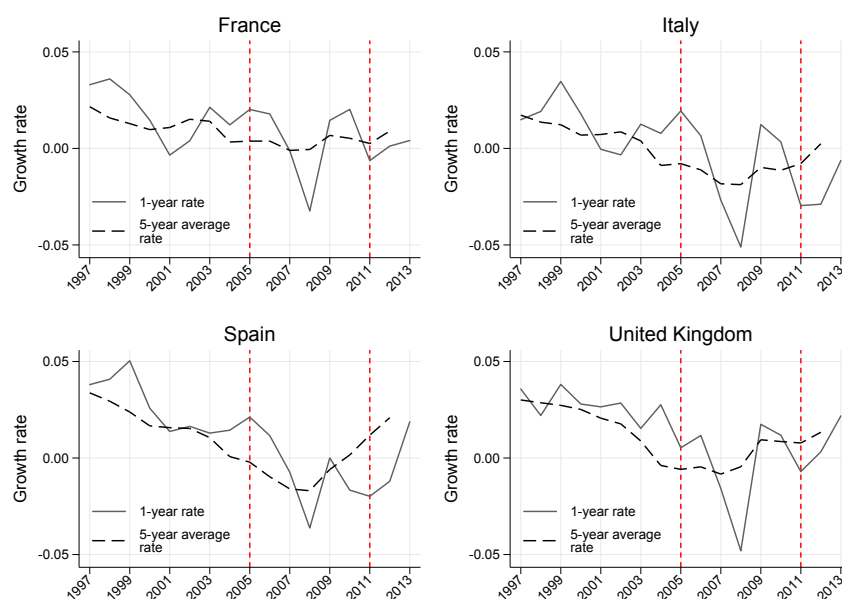 France
Growth rate
0.05
0.00
-0.05
1-year rate
5-year average
rate
1997
1999
2001
2003
2005
2007
2009
2011
2013
Italy
Growth rate
0.05
0.00
-0.05
1-year rate
5-year average
rate
1997
1999
2001
2003
2005
2007
2009
2011
2013
Spain
Growth rate
0.05
0.00
-0.05
1-year rate
5-year average
rate
1997
1999
2001
2003
2005
2007
2009
2011
2013
United Kingdom
Growth rate
0.05
0.00
-0.05
1-year rate
5-year average
rate
1997
1999
2001
2003
2005
2007
2009
2011
2013